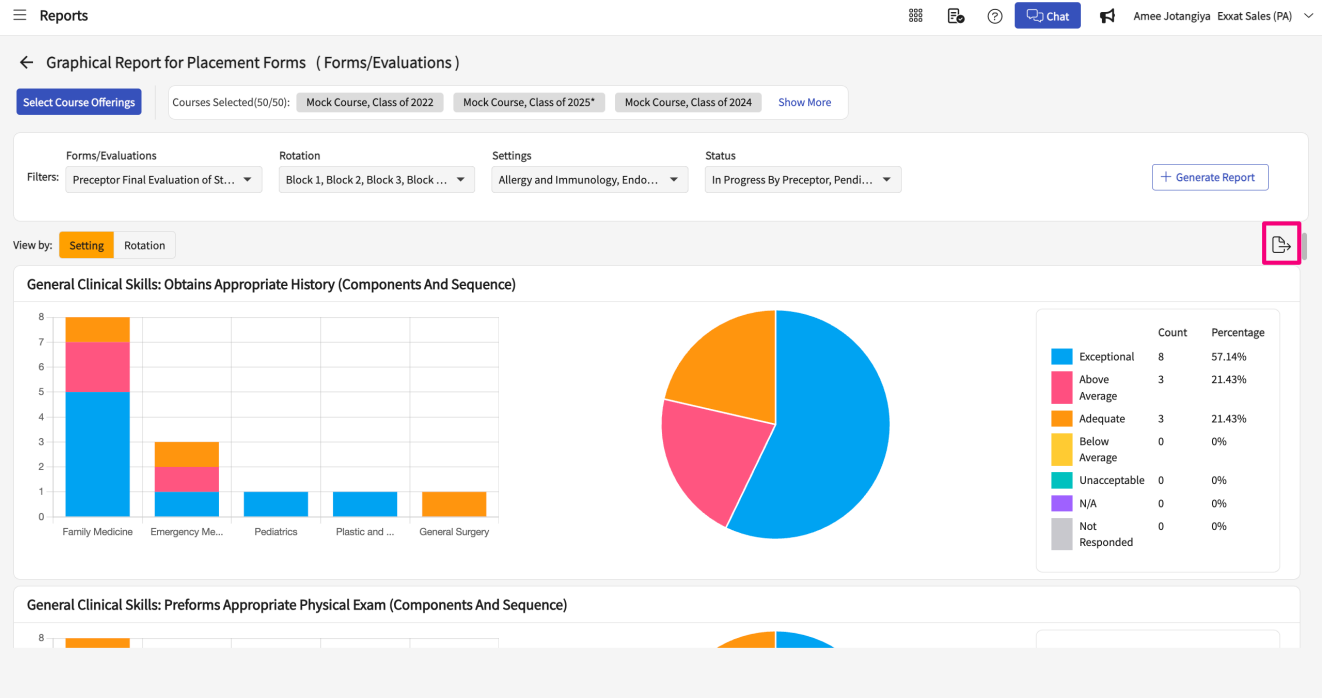 Reports
Chat
Amee Jotangiya Exxat Sales (PA)
Graphical Report for Placement Forms ( Forms/Evaluations )
Select Course Offerings
Courses Selected(50/50):
Mock Course, Class of 2022
Mock Course, Class of 2025*
Mock Course, Class of 2024
Show More
Filters:
Forms/Evaluations
Preceptor Final Evaluation of St...
Rotation
Block 1, Block 2, Block 3, Block ...
Settings
Allergy and Immunology, Endo...
Status
In Progress By Preceptor, Pendi...
+ Generate Report
View by:
Setting
Rotation
General Clinical Skills: Obtains Appropriate History (Components And Sequence)
8
7
6
5
4
3
2
1
0
Family Medicine
Emergency Me...
Pediatrics
Plastic and ...
General Surgery
Count Percentage
Exceptional 8 57.14%
Above Average 3 21.43%
Adequate 3 21.43%
Below Average 0 0%
Unacceptable 0 0%
N/A 0 0%
Not Responded 0 0%
General Clinical Skills: Preforms Appropriate Physical Exam (Components And Sequence)
8